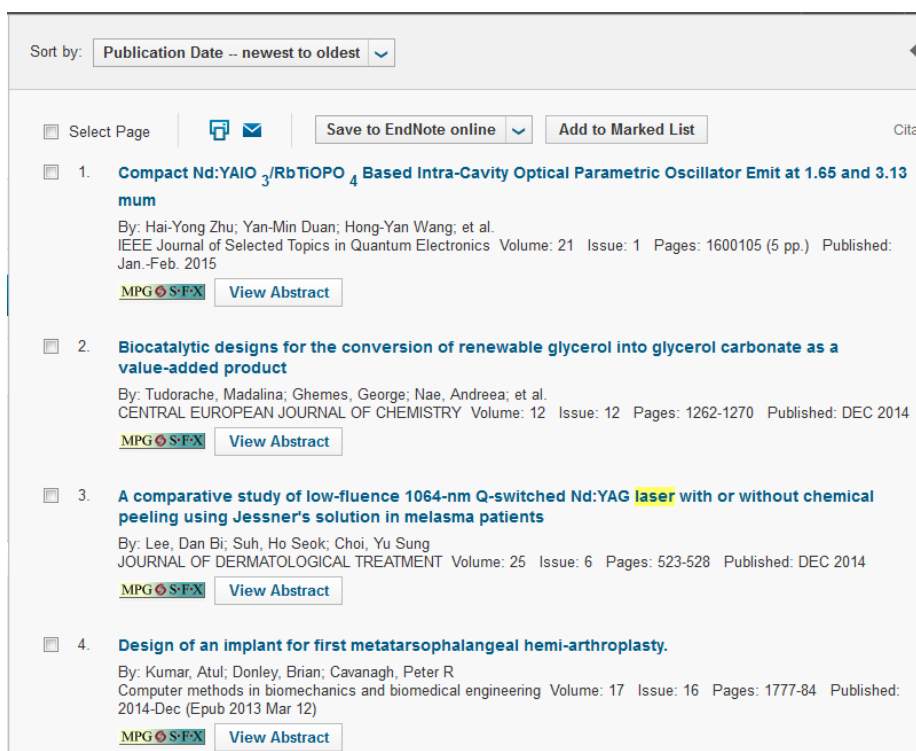 Sort by: Publication Date -- newest to oldest
Select Page Save to EndNote online Add to Marked List Cita
1. Compact Nd:YAlO 3/RbTiOPO 4 Based Intra-Cavity Optical Parametric Oscillator Emit at 1.65 and 3.13
mum
By: Hai-Yong Zhu; Yan-Min Duan; Hong-Yan Wang; et al.
IEEE Journal of Selected Topics in Quantum Electronics Volume: 21 Issue: 1 Pages: 1600105 (5 pp.) Published:
Jan.-Feb. 2015
MPG S·F·X View Abstract
2. Biocatalytic designs for the conversion of renewable glycerol into glycerol carbonate as a
value-added product
By: Tudorache, Madalina; Ghemes, George; Nae, Andreea; et al.
CENTRAL EUROPEAN JOURNAL OF CHEMISTRY Volume: 12 Issue: 12 Pages: 1262-1270 Published: DEC 2014
MPG S·F·X View Abstract
3. A comparative study of low-fluence 1064-nm Q-switched Nd:YAG laser with or without chemical
peeling using Jessner's solution in melasma patients
By: Lee, Dan Bi; Suh, Ho Seok; Choi, Yu Sung
JOURNAL OF DERMATOLOGICAL TREATMENT Volume: 25 Issue: 6 Pages: 523-528 Published: DEC 2014
MPG S·F·X View Abstract
4. Design of an implant for first metatarsophalangeal hemi-arthroplasty.
By: Kumar, Atul; Donley, Brian; Cavanagh, Peter R
Computer methods in biomechanics and biomedical engineering Volume: 17 Issue: 16 Pages: 1777-84 Published:
2014-Dec (Epub 2013 Mar 12)
MPG S·F·X View Abstract